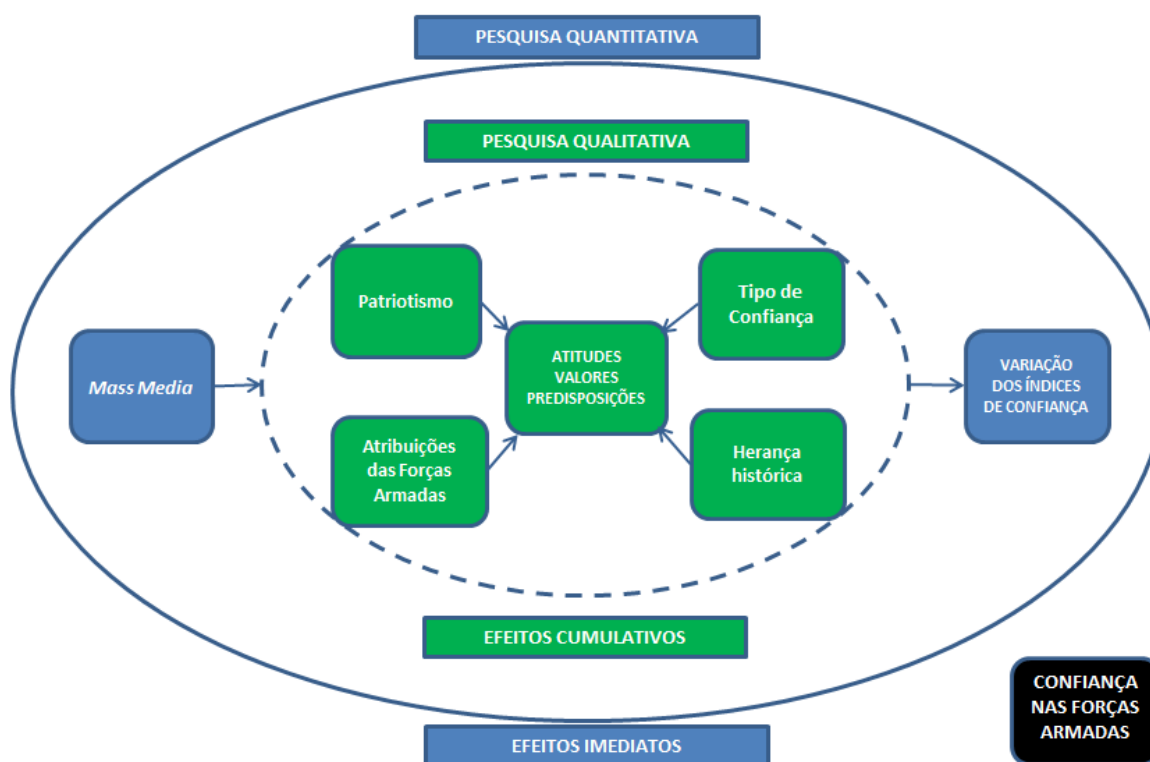 PESQUISA QUANTITATIVA
PESQUISA QUALITATIVA
Patriotismo
Tipo de
Confiança
Mass Media
ATITUDES
VALORES
PREDISPOSIÇÕES
VARIAÇÃO
DOS ÍNDICES
DE CONFIANÇA
Atribuições
das Forças
Armadas
Herança
histórica
EFEITOS CUMULATIVOS
EFEITOS IMEDIATOS
CONFIANÇA
NAS FORÇAS
ARMADAS